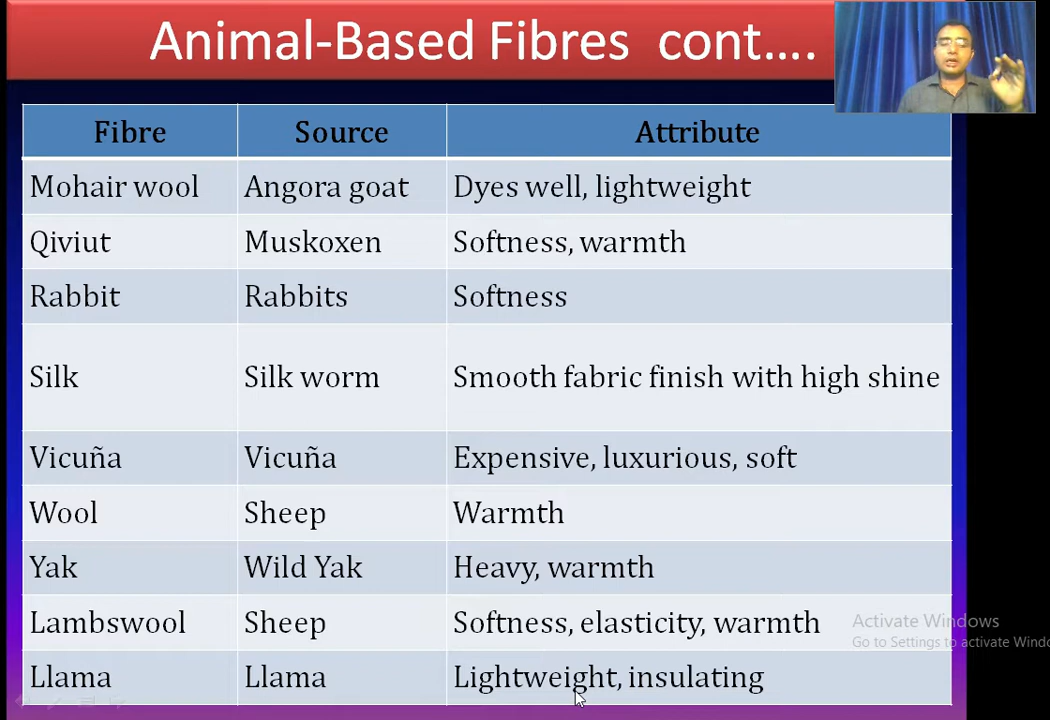 Animal-Based Fibres cont….
Fibre Source Attribute
Mohair wool Angora goat Dyes well, lightweight
Qiviut Muskoxen Softness, warmth
Rabbit Rabbits Softness
Silk Silk worm Smooth fabric finish with high shine
Vicuña Vicuña Expensive, luxurious, soft
Wool Sheep Warmth
Yak Wild Yak Heavy, warmth
Lambswool Sheep Softness, elasticity, warmth
Llama Llama Lightweight, insulating
Activate Windows
Go to Settings to activate Windo